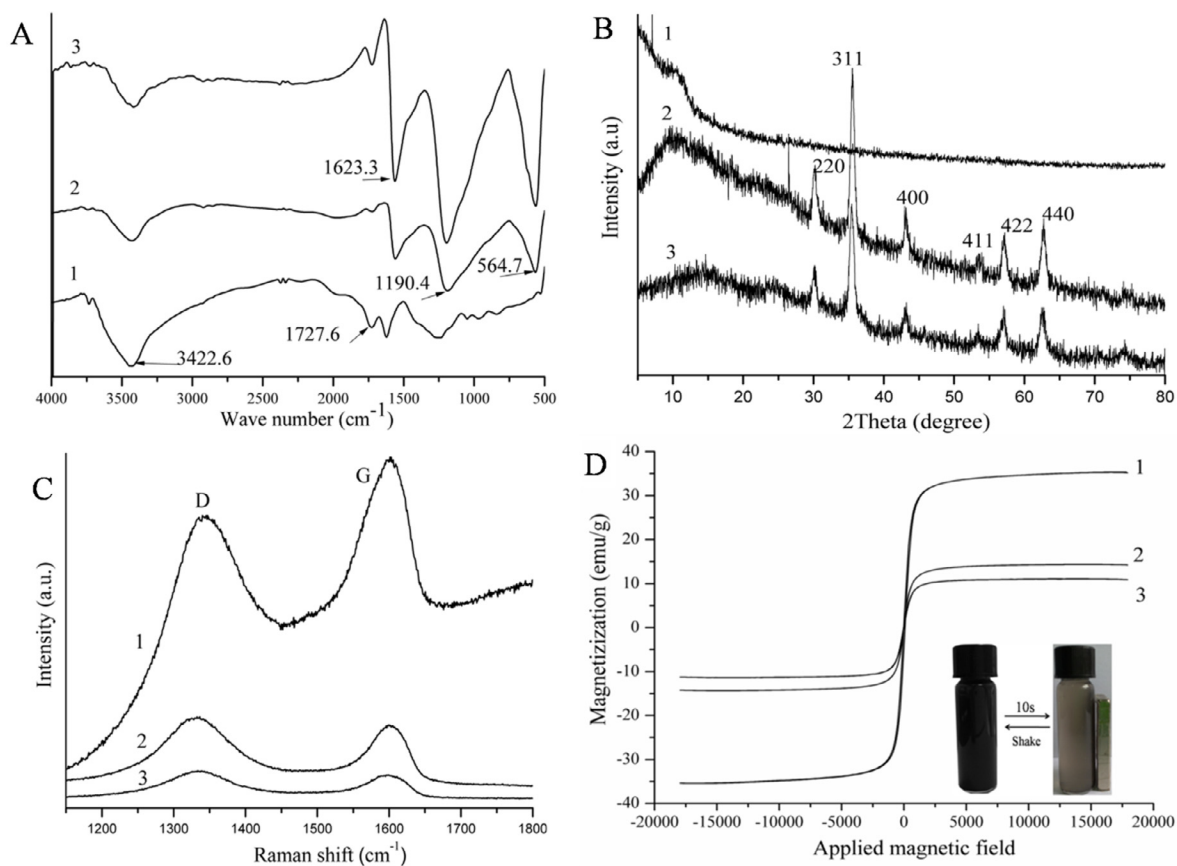 A
3
1623.3
2
1190.4
564.7
1
1727.6
3422.6
4000 3500 3000 2500 2000 1500 1000 500
Wave number (cm-1)
B
Intensity (a.u)
1
311
2
220
400
411
422
440
3
10 20 30 40 50 60 70 80
2Theta (degree)
C
Intensity (a.u.)
D
G
1
2
3
1200 1300 1400 1500 1600 1700 1800
Raman shift (cm-1)
D
Magnetizization (emu/g)
40
30
20
10
0
-10
-20
-30
-40
1
2
3
10s
Shake
-20000 -15000 -10000 -5000 0 5000 10000 15000 20000
Applied magnetic field